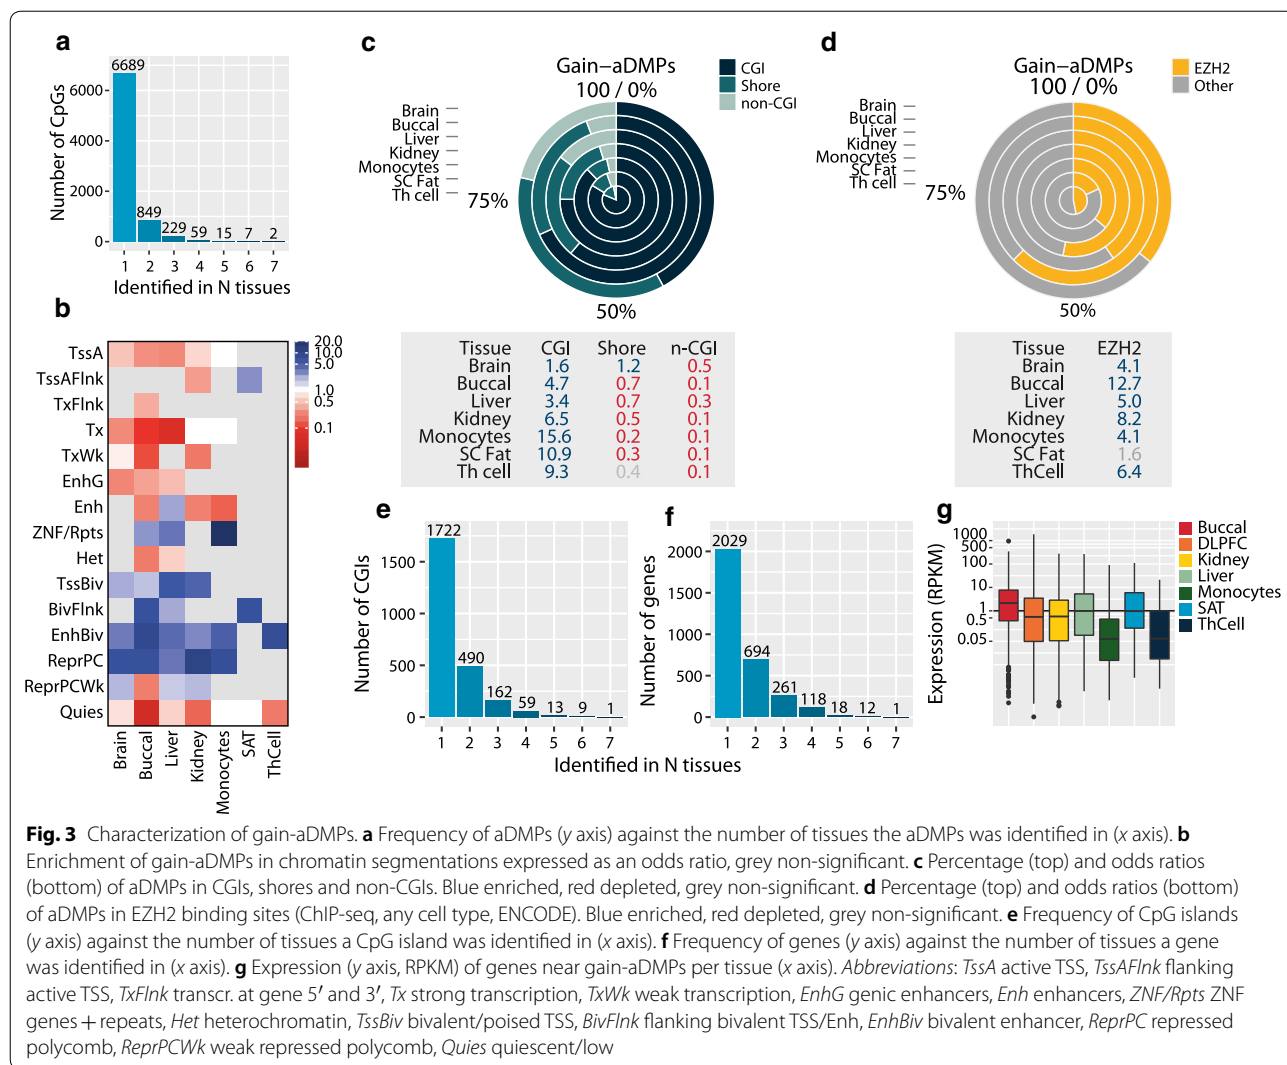 a
6689
6000
4000
2000
0
849
229
59
15
7
2
1 2 3 4 5 6 7
Number of CpGs
Identified in N tissues
b
TssA
TssAFlnk
TxFlnk
Tx
TxWk
EnhG
Enh
ZNF/Rpts
Het
TssBiv
BivFlnk
EnhBiv
ReprPC
ReprPCWk
Quies
Brain
Buccal
Liver
Kidney
Monocytes
SAT
ThCell
20.0
10.0
5.0
1.0
0.5
0.1
c
Gain−aDMPs
100 / 0%
CGI
Shore
non-CGI
Brain
Buccal
Liver
Kidney
Monocytes
SC Fat
Th cell
75%
50%
Tissue CGI Shore n-CGI
Brain 1.6 1.2 0.5
Buccal 4.7 0.7 0.1
Liver 3.4 0.7 0.3
Kidney 6.5 0.5 0.1
Monocytes 15.6 0.2 0.1
SC Fat 10.9 0.3 0.1
Th cell 9.3 0.4 0.1
d
Gain−aDMPs
100 / 0%
EZH2
Other
Brain
Buccal
Liver
Kidney
Monocytes
SC Fat
Th cell
75%
50%
Tissue EZH2
Brain 4.1
Buccal 12.7
Liver 5.0
Kidney 8.2
Monocytes 4.1
SC Fat 1.6
ThCell 6.4
e
1722
1500
1000
500
0
490
162
59
13
9
1
1 2 3 4 5 6 7
Number of CGIs
f
2029
2000
1500
1000
500
0
694
261
118
18
12
1
1 2 3 4 5 6 7
Number of genes
Identified in N tissues
g
1000
500
100
10
1
0.5
0.05
Expression (RPKM)
Buccal
DLPFC
Kidney
Liver
Monocytes
SAT
ThCell
Fig. 3 Characterization of gain-aDMPs. a Frequency of aDMPs (y axis) against the number of tissues the aDMPs was identified in (x axis). b
Enrichment of gain-aDMPs in chromatin segmentations expressed as an odds ratio, grey non-significant. c Percentage (top) and odds ratios
(bottom) of aDMPs in CGIs, shores and non-CGIs. Blue enriched, red depleted, grey non-significant. d Percentage (top) and odds ratios (bottom)
of aDMPs in EZH2 binding sites (ChIP-seq, any cell type, ENCODE). Blue enriched, red depleted, grey non-significant. e Frequency of CpG islands
(y axis) against the number of tissues a CpG island was identified in (x axis). f Frequency of genes (y axis) against the number of tissues a gene
was identified in (x axis). g Expression (y axis, RPKM) of genes near gain-aDMPs per tissue (x axis). Abbreviations: TssA active TSS, TssAFlnk flanking
active TSS, TxFlnk transcr. at gene 5′ and 3′, Tx strong transcription, TxWk weak transcription, EnhG genic enhancers, Enh enhancers, ZNF/Rpts ZNF
genes + repeats, Het heterochromatin, TssBiv bivalent/poised TSS, BivFlnk flanking bivalent TSS/Enh, EnhBiv bivalent enhancer, ReprPC repressed
polycomb, ReprPCWk weak repressed polycomb, Quies quiescent/low